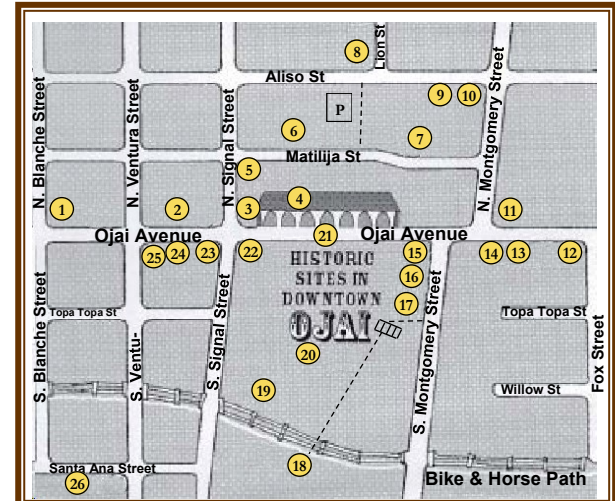 8
Lion St
Aliso St
9
10
P
6
7
N. Blanche Street
N. Ventura Street
N. Signal Street
N. Montgomery Street
Matilija St
5
4
1
2
3
11
Ojai Avenue
21
Ojai Avenue
25
24
23
22
15
14
13
12
HISTORIC
SITES IN
DOWNTOWN
OJAI
16
17
Topa Topa St
Topa Topa St
S. Blanche Street
S. Ventu-
S. Signal Street
S. Montgomery Street
Fox Street
20
19
Willow St
18
Santa Ana Street
26
Bike & Horse Path